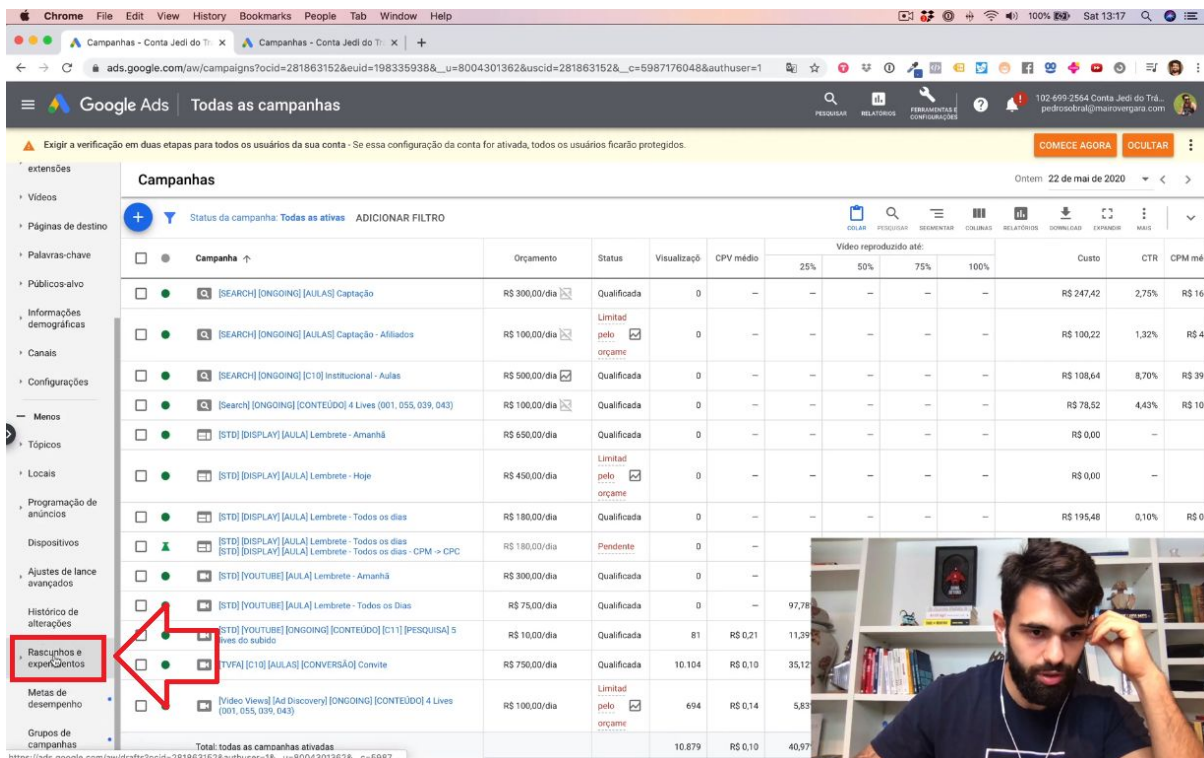 Chrome File Edit View History Bookmarks People Tab Window Help 100% Sat 13:17
Campanhas - Conta Jedi do Tr X Campanhas - Conta Jedi do Tr X +
ads.google.com/aw/campaigns?ocid=281863152&euid=198335938&__u=8004301362&uscid=281863152&__c=5987176048&authuser=1
Google Ads Todas as campanhas
PESQUISAR RELATÓRIOS FERRAMENTAS E CONFIGURAÇÕES
102-699-2564 Conta Jedi do Trá...
pedrosobral@mairovergara.com
Exigir a verificação em duas etapas para todos os usuários da sua conta - Se essa configuração da conta for ativada, todos os usuários ficarão protegidos. COMECE AGORA OCULTAR
extensões
Vídeos
Páginas de destino
Palavras-chave
Públicos-alvo
Informações
demográficas
Canais
Configurações
Menos
Tópicos
Locais
Programação de
anúncios
Dispositivos
Ajustes de lance
avançados
Histórico de
alterações
Rascunhos e
experimentos
Metas de
desempenho
Grupos de
campanhas
Campanhas
Ontem 22 de mai de 2020
Status da campanha: Todas as ativas ADICIONAR FILTRO
COLAR PESQUISAR SEGMENTAR COLUNAS RELATÓRIOS DOWNLOAD EXPANDIR MAIS
Vídeo reproduzido até:
Campanha Orçamento Status Visualizaçõ CPV médio 25% 50% 75% 100% Custo CTR CPM mé
[SEARCH] [ONGOING] [AULAS] Captação R$ 300,00/dia Qualificada 0 – – – – – R$ 247,42 2,75% R$ 16
[SEARCH] [ONGOING] [AULAS] Captação - Afiliados R$ 100,00/dia Limitad pelo orçame 0 – – – – – R$ 100,22 1,32% R$ 4
[SEARCH] [ONGOING] [C10] Institucional - Aulas R$ 500,00/dia Qualificada 0 – – – – – R$ 108,64 8,70% R$ 39
[Search] [ONGOING] [CONTEÚDO] 4 Lives (001, 055, 039, 043) R$ 100,00/dia Qualificada 0 – – – – – R$ 78,52 4,43% R$ 10
[STD] [DISPLAY] [AULA] Lembrete - Amanhã R$ 650,00/dia Qualificada 0 – – – – – R$ 0,00 –
[STD] [DISPLAY] [AULA] Lembrete - Hoje R$ 450,00/dia Limitad pelo orçame 0 – – – – – R$ 0,00
[STD] [DISPLAY] [AULA] Lembrete - Todos os dias R$ 180,00/dia Qualificada 0 – – – – – R$ 195,48 0,10% R$ 0
[STD] [DISPLAY] [AULA] Lembrete - Todos os dias
[STD] [DISPLAY] [AULA] Lembrete - Todos os dias - CPM -> CPC R$ 180,00/dia Pendente 0 –
[STD] [YOUTUBE] [AULA] Lembrete - Amanhã R$ 300,00/dia Qualificada 0 –
[STD] [YOUTUBE] [AULA] Lembrete - Todos os Dias R$ 75,00/dia Qualificada 0 – 97,78
[STD] [YOUTUBE] [ONGOING] [CONTEÚDO] [C11] [PESQUISA] 5
lives do subido R$ 10,00/dia Qualificada 81 R$ 0,21 11,39
[TVFA] [C10] [AULAS] [CONVERSÃO] Convite R$ 750,00/dia Qualificada 10.104 R$ 0,10 35,12
[Video Views] [Ad Discovery] [ONGOING] [CONTEÚDO] 4 Lives
(001, 055, 039, 043) R$ 100,00/dia Limitad pelo orçame 694 R$ 0,14 5,83
Total: todas as campanhas ativadas 10.879 R$ 0,10 40,97